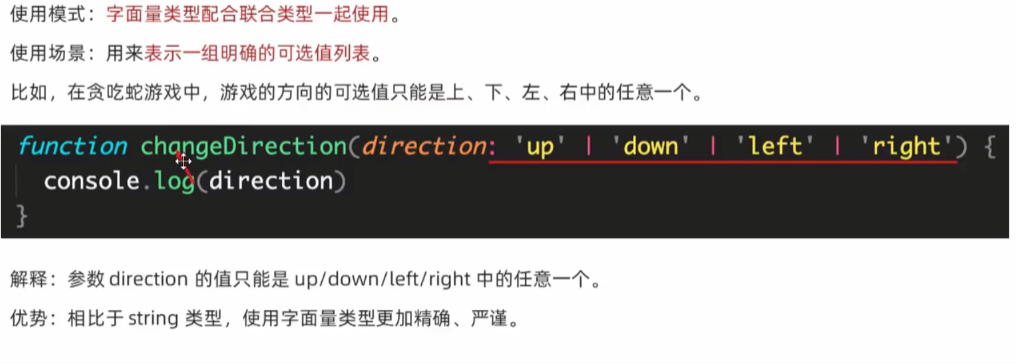 使用模式：字面量类型配合联合类型一起使用。
使用场景：用来表示一组明确的可选值列表。
比如，在贪吃蛇游戏中，游戏的方向的可选值只能是上、下、左、右中的任意一个。
function changeDirection(direction: 'up' | 'down' | 'left' | 'right') {
  console.log(direction)
}
解释：参数 direction 的值只能是 up/down/left/right 中的任意一个。
优势：相比于 string 类型，使用字面量类型更加精确、严谨。